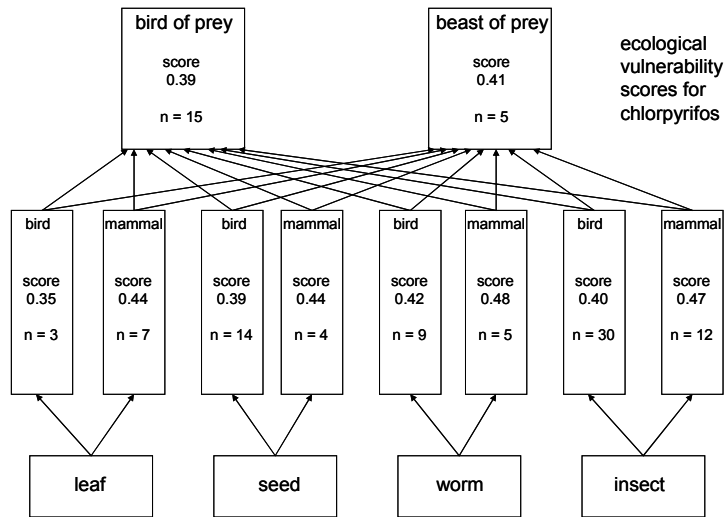 bird of prey
score
0.39
n = 15
beast of prey
score
0.41
n = 5
ecological
vulnerability
scores for
chlorpyrifos
bird
score
0.35
n = 3
mammal
score
0.44
n = 7
bird
score
0.39
n = 14
mammal
score
0.44
n = 4
bird
score
0.42
n = 9
mammal
score
0.48
n = 5
bird
score
0.40
n = 30
mammal
score
0.47
n = 12
leaf
seed
worm
insect